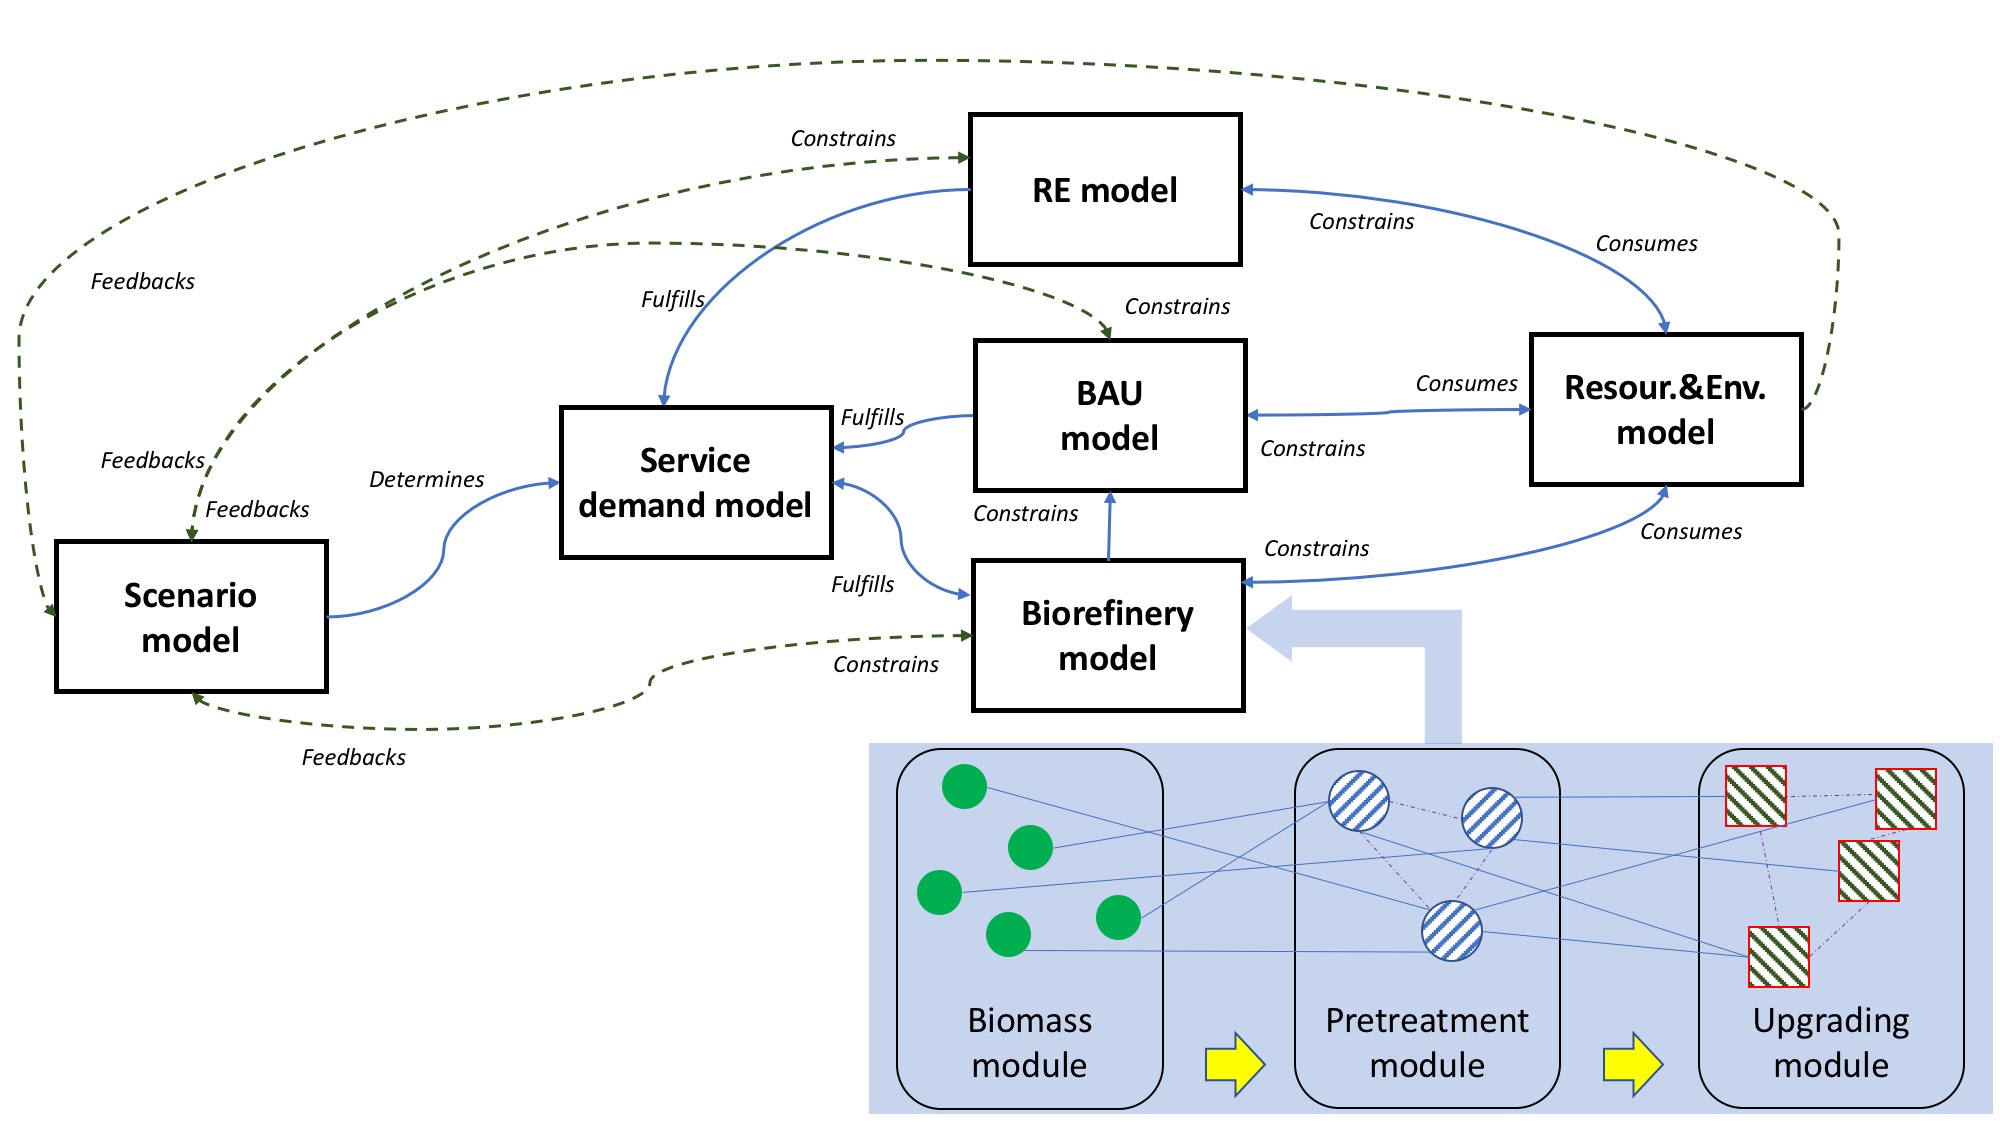 Constrains
RE model
Constrains
Consumes
Feedbacks
Fulfills
Constrains
BAU
model
Consumes
Resour.&Env.
model
Fulfills
Constrains
Service
demand model
Feedbacks
Determines
Feedbacks
Constrains
Constrains
Consumes
Fulfills
Scenario
model
Biorefinery
model
Constrains
Feedbacks
Biomass
module
Pretreatment
module
Upgrading
module